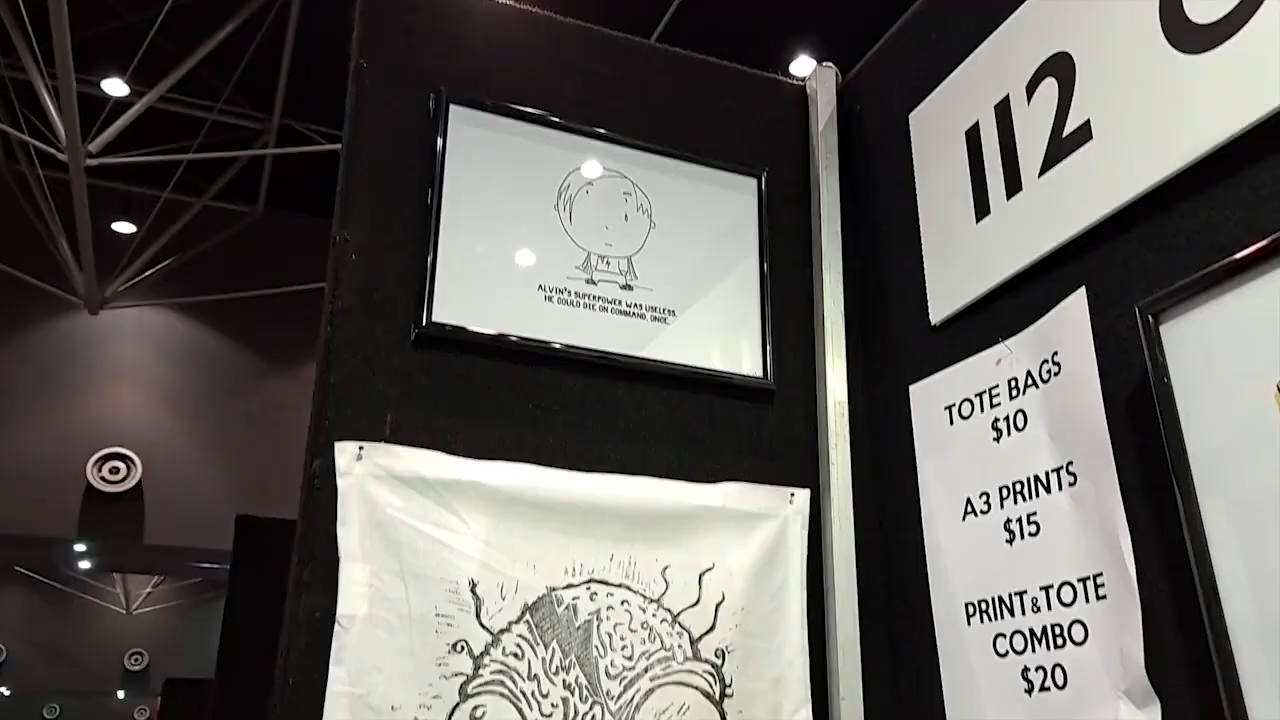 112
ALVIN'S SUPERPOWER WAS USELESS.
HE COULD DIE ON COMMAND. ONCE.
TOTE BAGS
$10
A3 PRINTS
$15
PRINT&TOTE
COMBO
$20